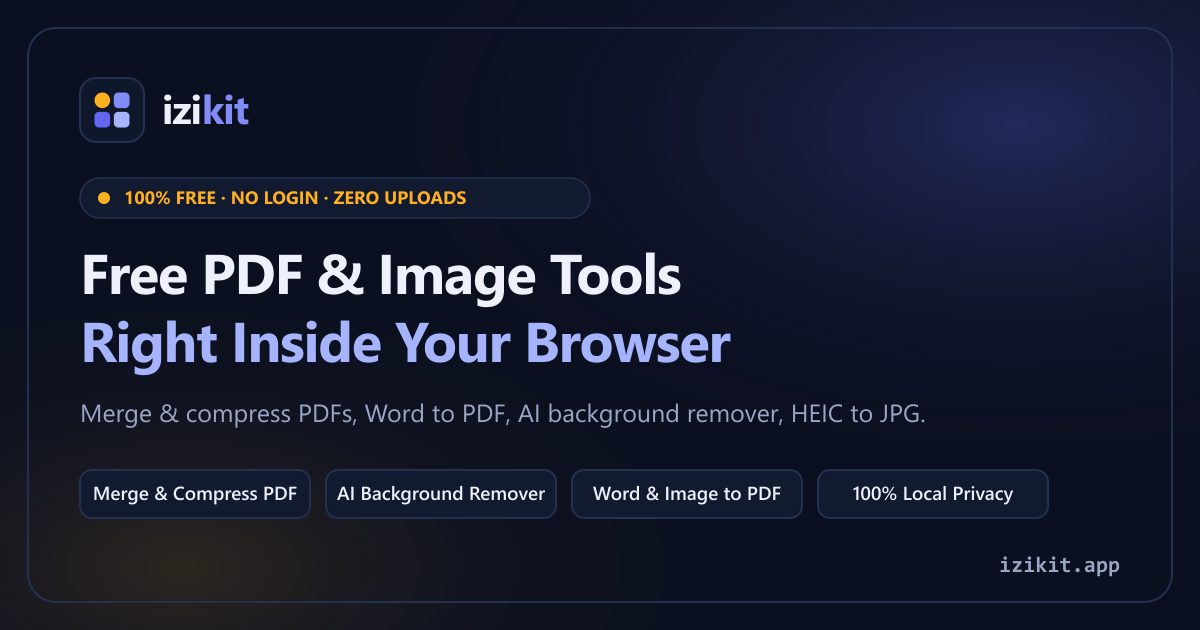 izikit
100% FREE · NO LOGIN · ZERO UPLOADS
Free PDF & Image Tools
Right Inside Your Browser
Merge & compress PDFs, Word to PDF, AI background remover, HEIC to JPG.
Merge & Compress PDF
AI Background Remover
Word & Image to PDF
100% Local Privacy
izikit.app